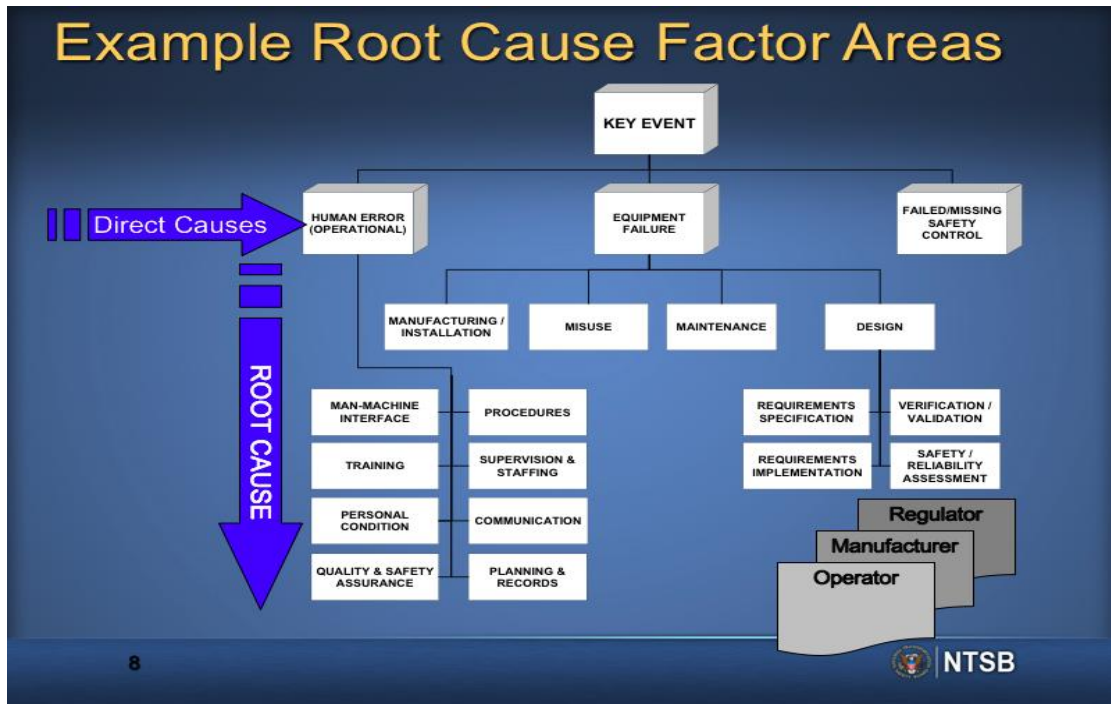 Example Root Cause Factor Areas
KEY EVENT
Direct Causes
HUMAN ERROR
(OPERATIONAL)
EQUIPMENT
FAILURE
FAILED/MISSING
SAFETY
CONTROL
MANUFACTURING /
INSTALLATION
MISUSE
MAINTENANCE
DESIGN
ROOT CAUSE
MAN-MACHINE
INTERFACE
PROCEDURES
TRAINING
SUPERVISION &
STAFFING
PERSONAL
CONDITION
COMMUNICATION
QUALITY & SAFETY
ASSURANCE
PLANNING &
RECORDS
REQUIREMENTS
SPECIFICATION
VERIFICATION /
VALIDATION
REQUIREMENTS
IMPLEMENTATION
SAFETY /
RELIABILITY
ASSESSMENT
Regulator
Manufacturer
Operator
8
NTSB